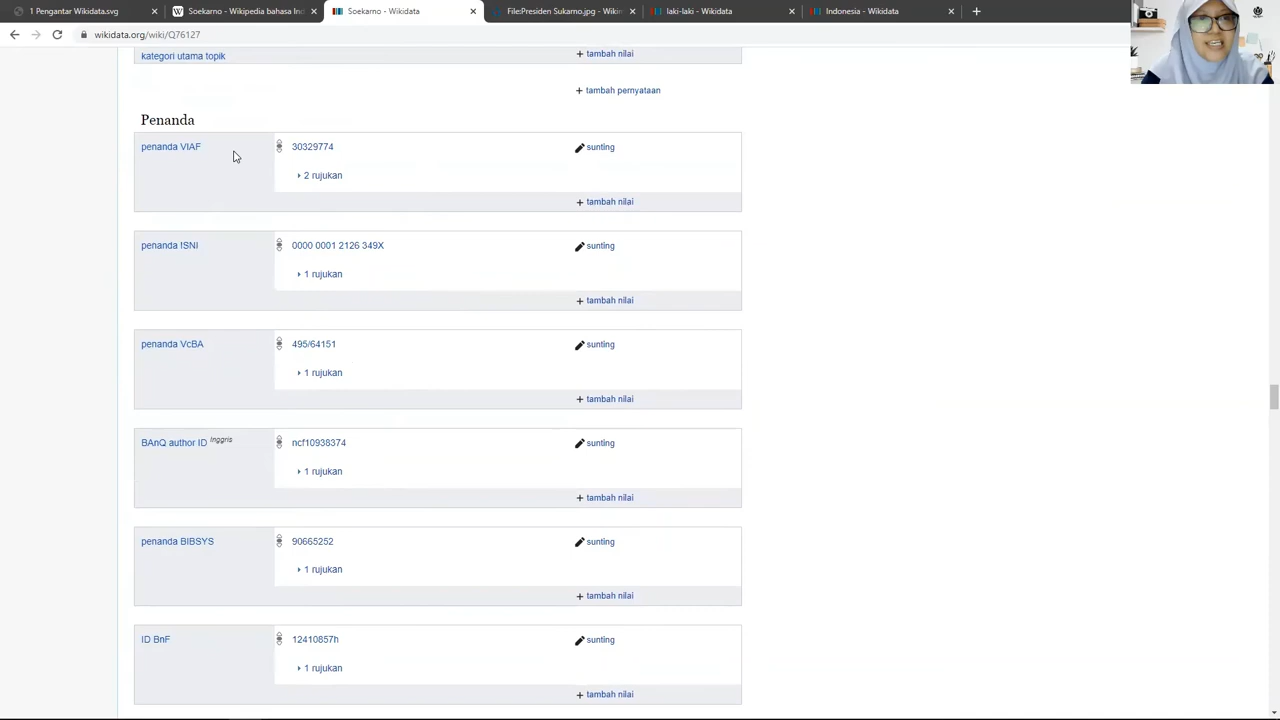 1 Pengantar Wikidata.svg
Soekarno - Wikipedia bahasa Ind
Soekarno - Wikidata
File:Presiden Sukarno.jpg - Wikim
laki-laki - Wikidata
Indonesia - Wikidata
wikidata.org/wiki/Q76127
kategori utama topik
+ tambah nilai
+ tambah pernyataan
Penanda
penanda VIAF
30329774
sunting
2 rujukan
+ tambah nilai
penanda ISNI
0000 0001 2126 349X
sunting
1 rujukan
+ tambah nilai
penanda VcBA
495/64151
sunting
1 rujukan
+ tambah nilai
BAnQ author ID Inggris
ncf10938374
sunting
1 rujukan
+ tambah nilai
penanda BIBSYS
90665252
sunting
1 rujukan
+ tambah nilai
ID BnF
12410857h
sunting
1 rujukan
+ tambah nilai